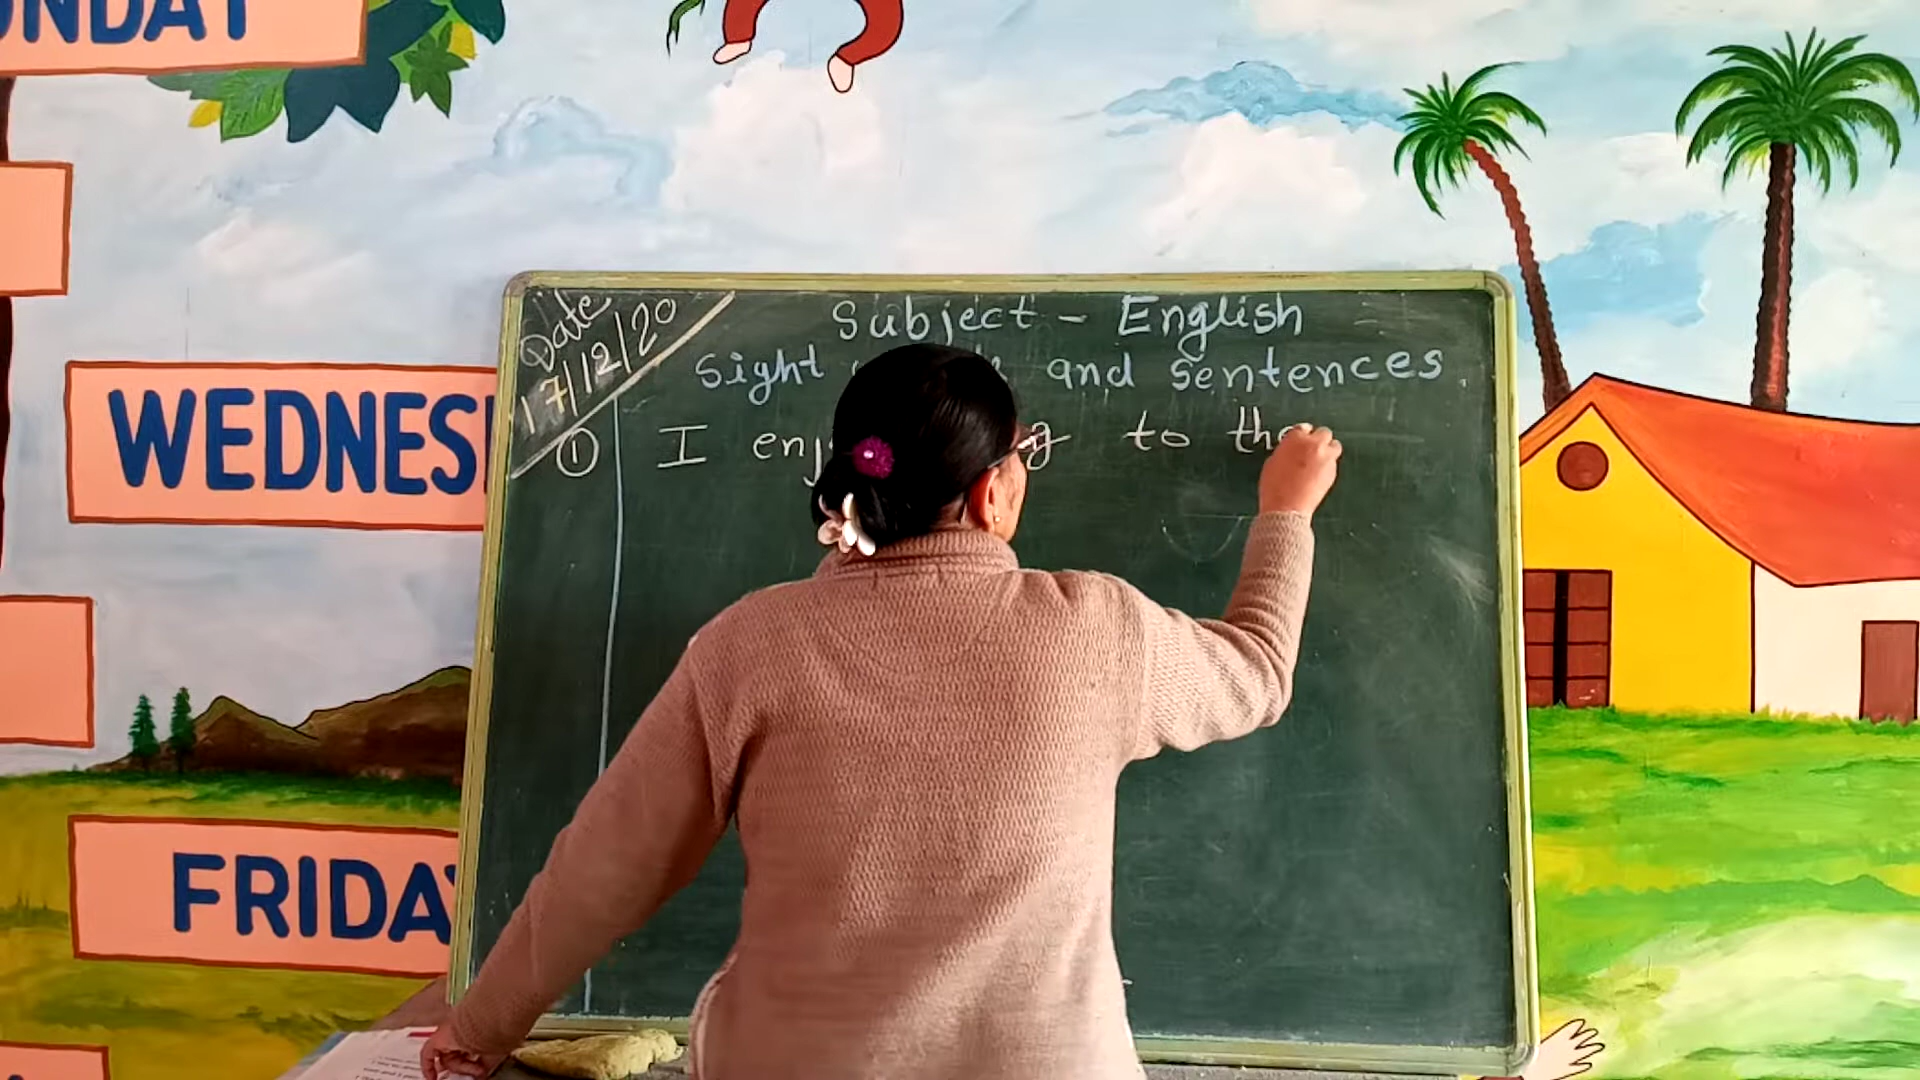 UNDAY
WEDNES
FRIDA
Date
17/12/20
Subject - English
Sight and sentences
① I enj g to the